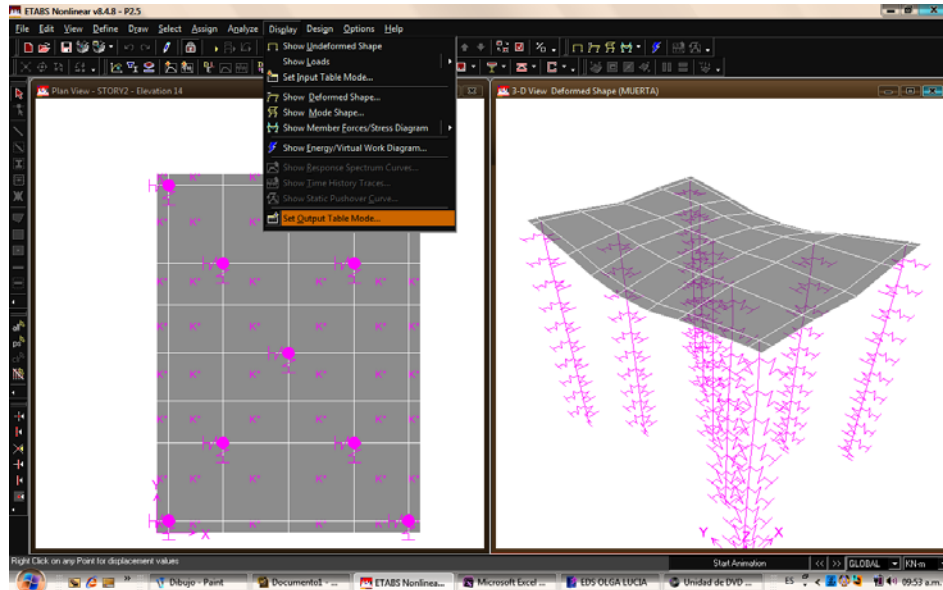 ETABS Nonlinear v8.4.8 - P2.5
File Edit View Define Draw Select Assign Analyze Display Design Options Help
Show Undeformed Shape
Show Loads
Set Input Table Mode...
Show Deformed Shape...
Show Mode Shape...
Show Member Forces/Stress Diagram
Show Energy/Virtual Work Diagram...
Show Response Spectrum Curves...
Show Time History Traces...
Show Static Pushover Curve...
Set Output Table Mode...
Plan View - STORY2 - Elevation 14
3-D View Deformed Shape (MUERTA)
Y
X
Y Z X
Right Click on any Point for displacement values
Start Animation << >> GLOBAL KN-m
Dibujo - Paint Documento1 - ... ETABS Nonlinea... Microsoft Excel ... EDS OLGA LUCIA Unidad de DVD ... ES 09:53 a.m.